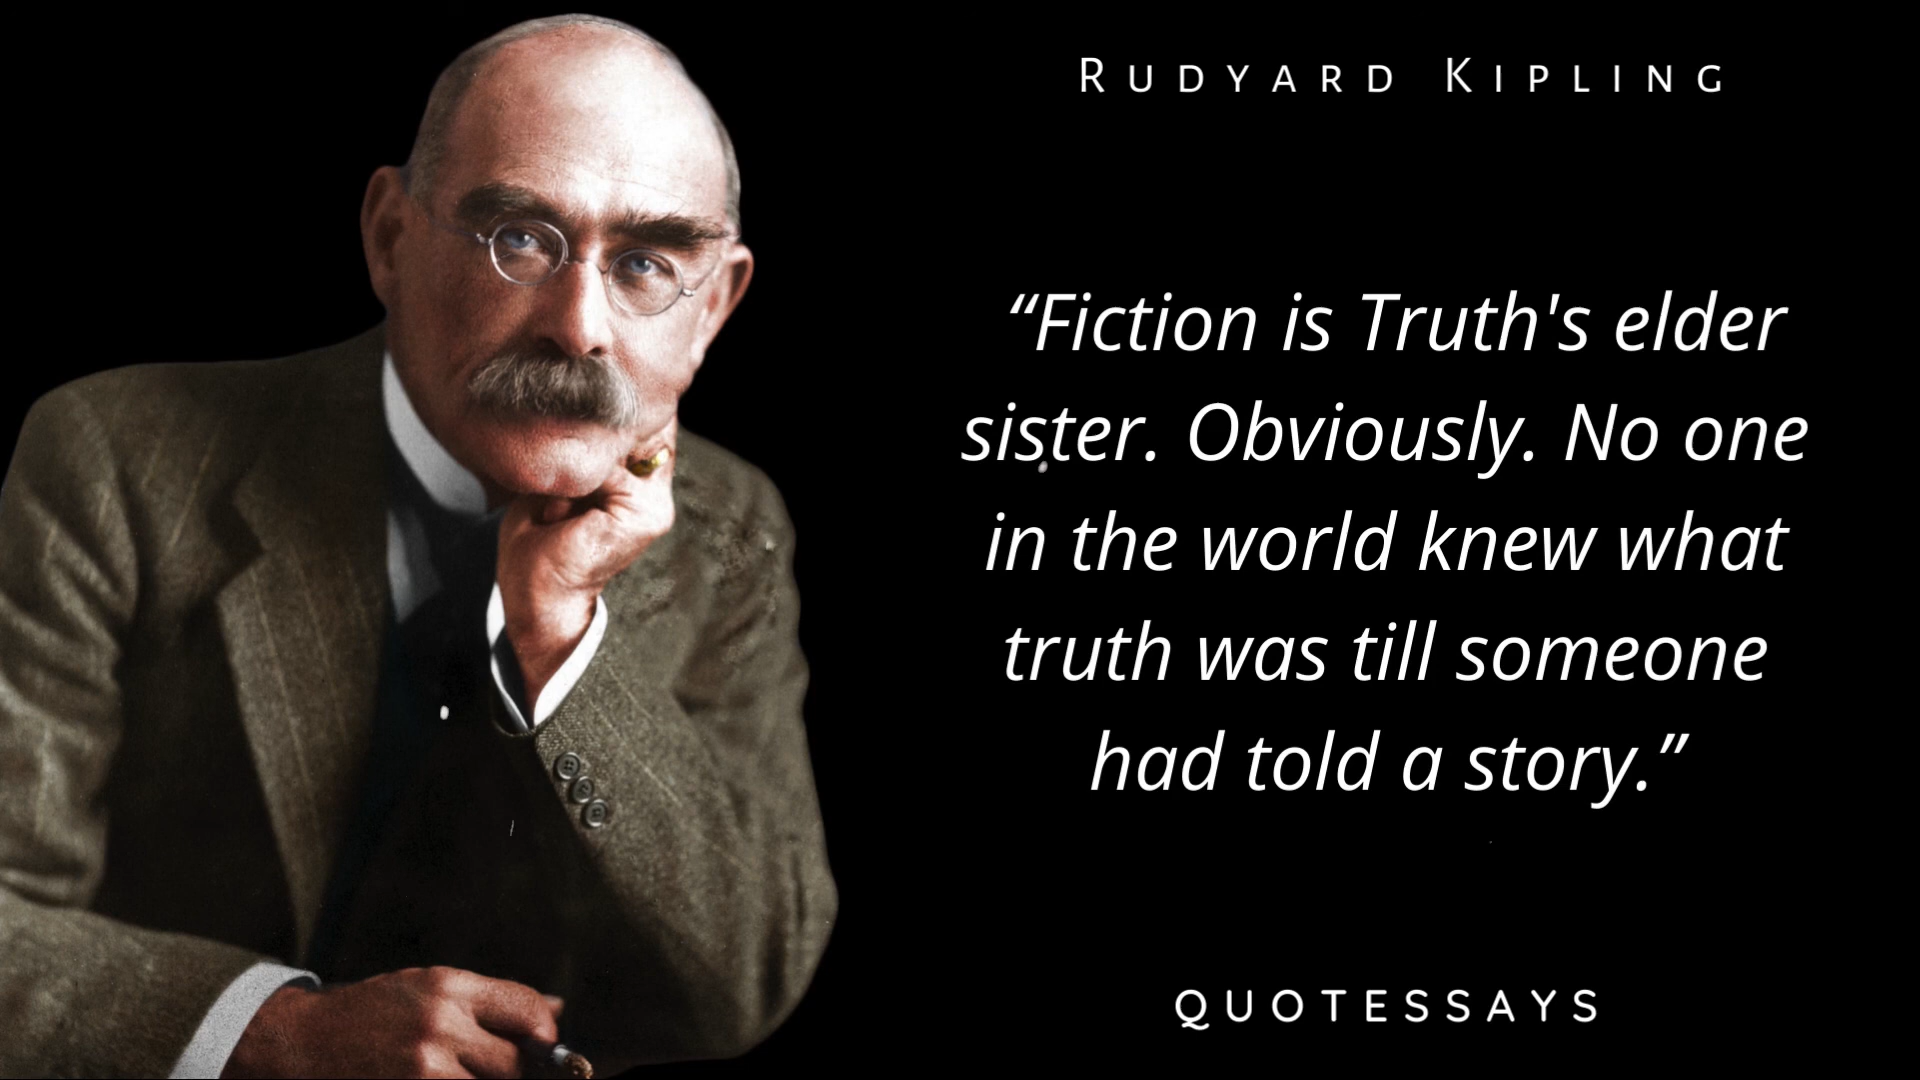 Rudyard Kipling
“Fiction is Truth's elder
sister. Obviously. No one
in the world knew what
truth was till someone
had told a story.”
QUOTESSAYS